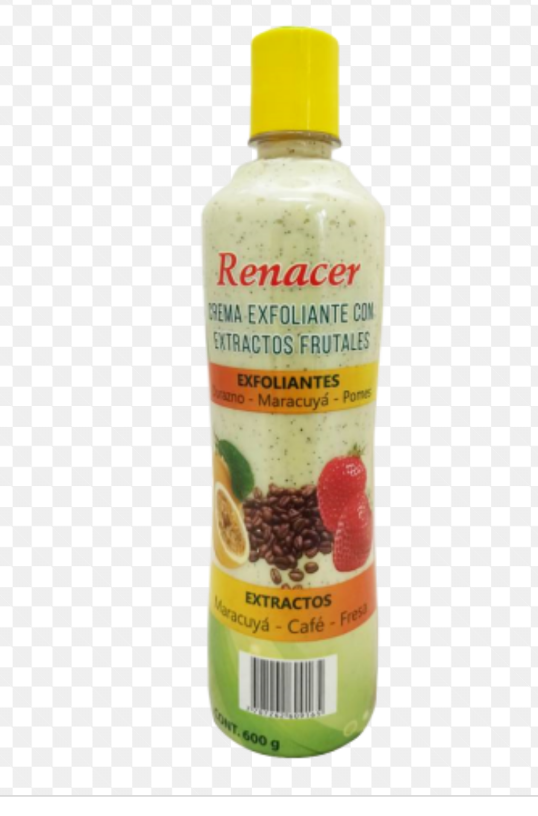 Renacer
CREMA EXFOLIANTE CON
EXTRACTOS FRUTALES
EXFOLIANTES
Durazno - Maracuyá - Pomes
EXTRACTOS
Maracuyá - Café - Fresa
CONT. 600 g